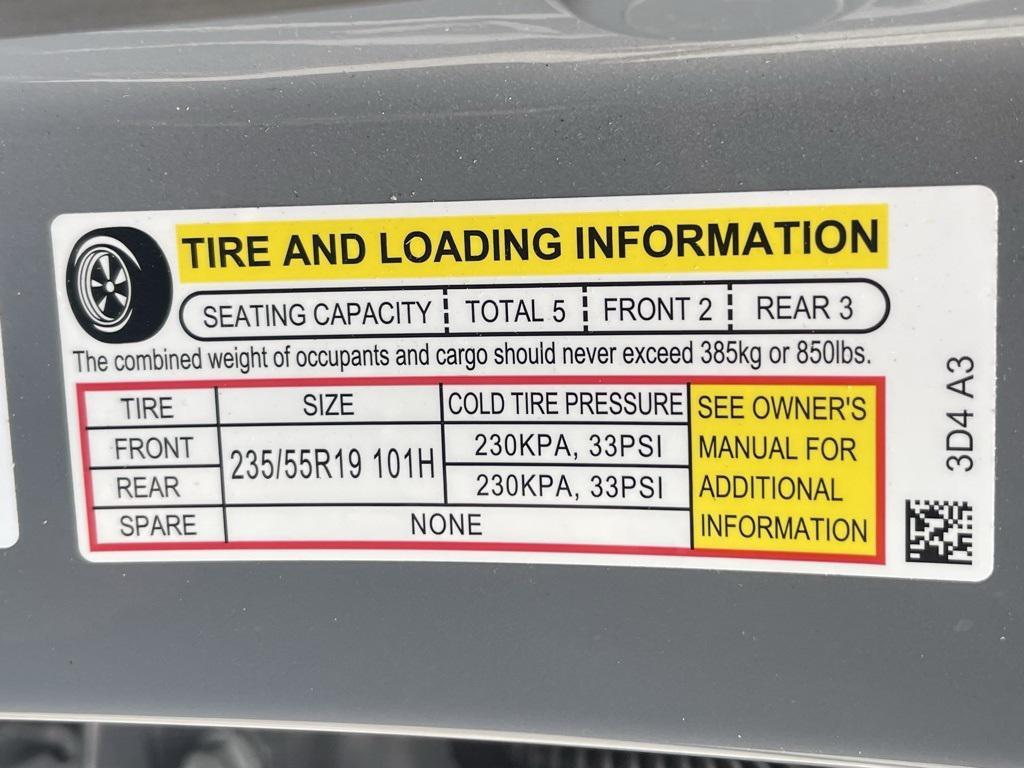 TIRE AND LOADING INFORMATION
SEATING CAPACITY TOTAL 5 FRONT 2 REAR 3
The combined weight of occupants and cargo should never exceed 385kg or 850lbs.
TIRE SIZE COLD TIRE PRESSURE
FRONT 235/55R19 101H 230KPA, 33PSI
REAR 230KPA, 33PSI
SPARE NONE
SEE OWNER'S
MANUAL FOR
ADDITIONAL
INFORMATION
3D4 A3